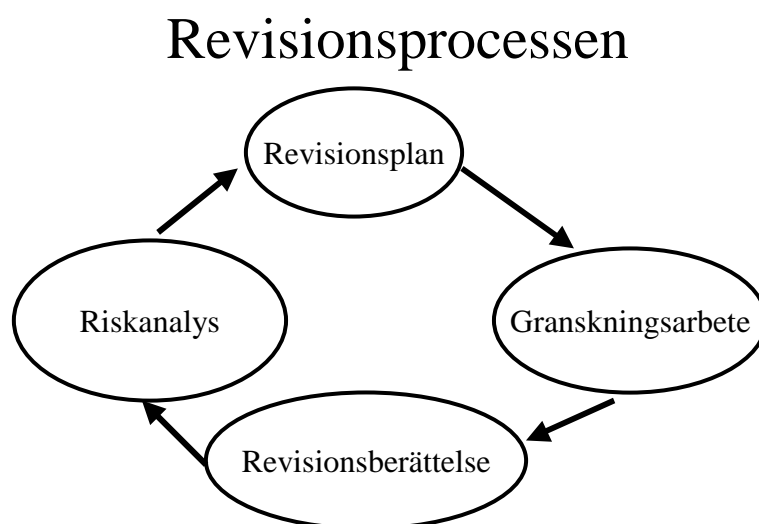 Revisionsprocessen
Revisionsplan
Riskanalys
Granskningsarbete
Revisionsberättelse